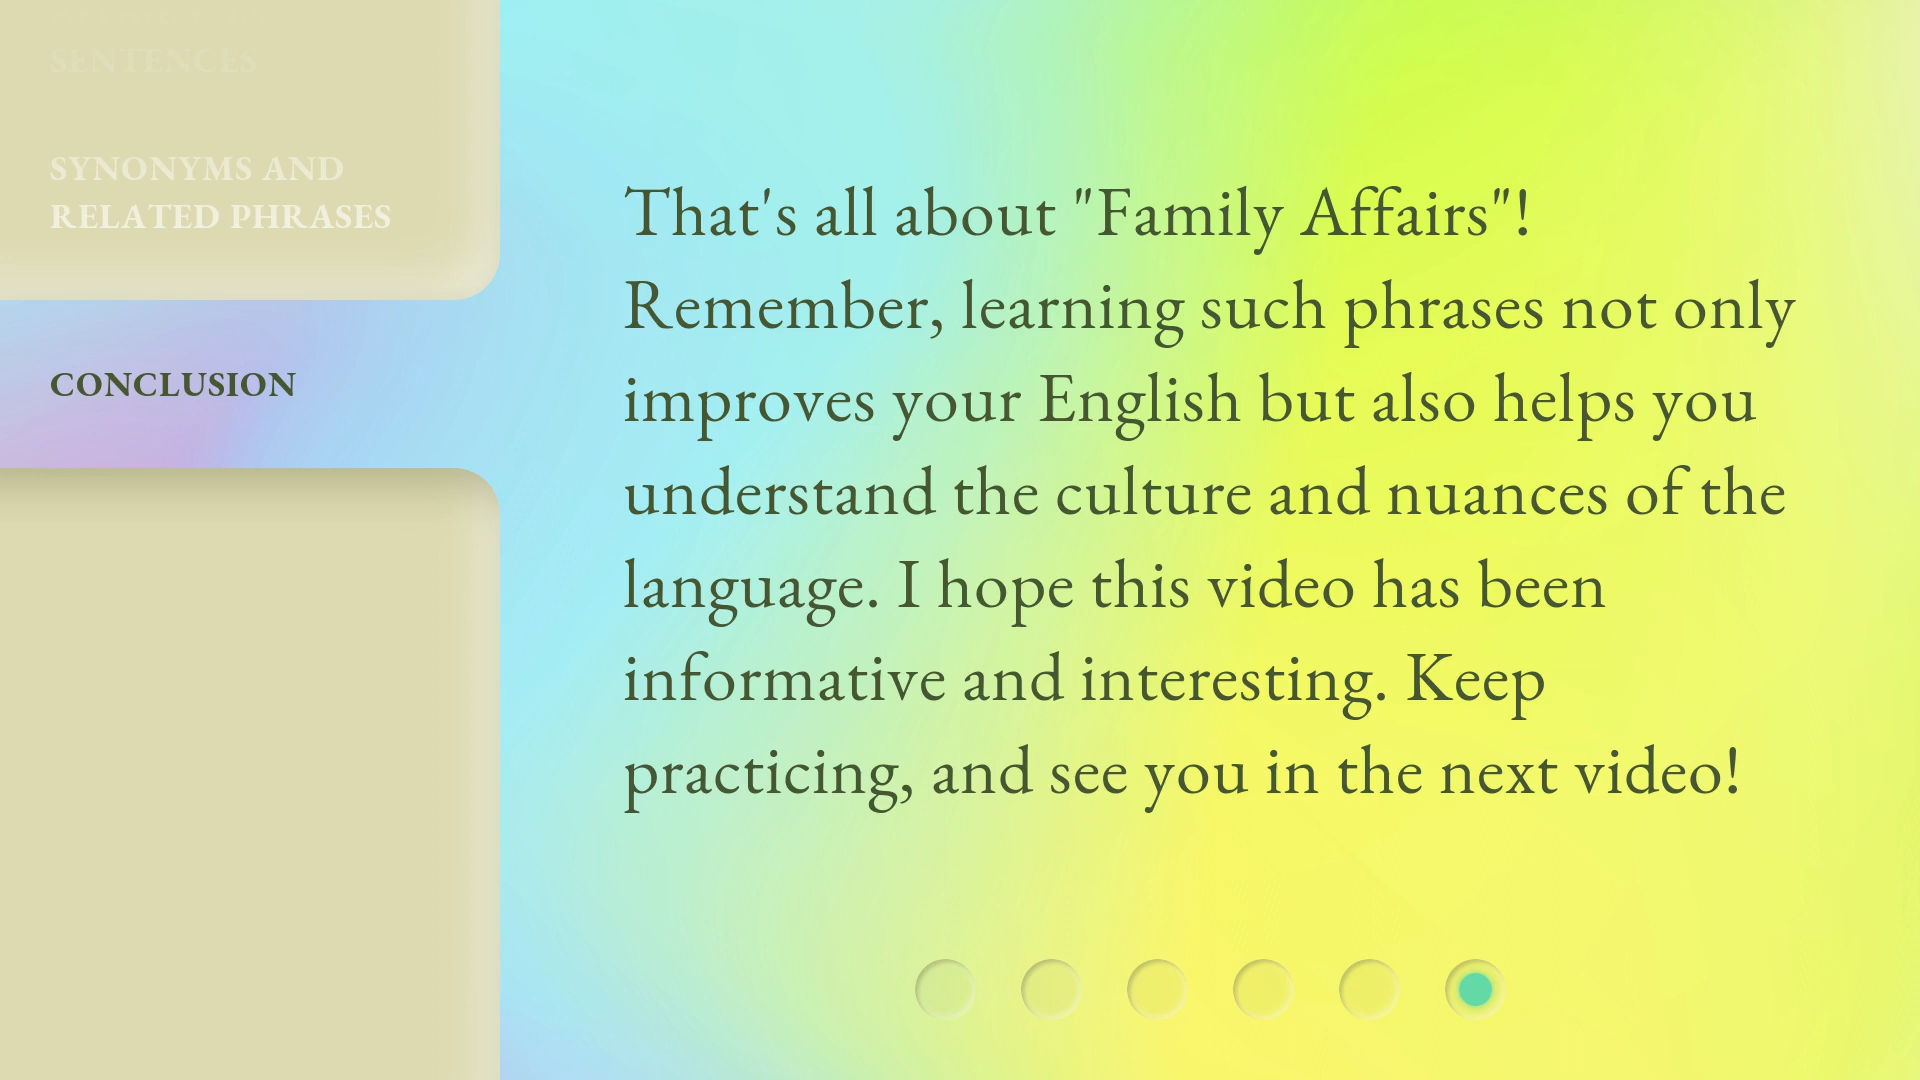 SENTENCES
SYNONYMS AND
RELATED PHRASES
CONCLUSION
That's all about "Family Affairs"!
Remember, learning such phrases not only
improves your English but also helps you
understand the culture and nuances of the
language. I hope this video has been
informative and interesting. Keep
practicing, and see you in the next video!